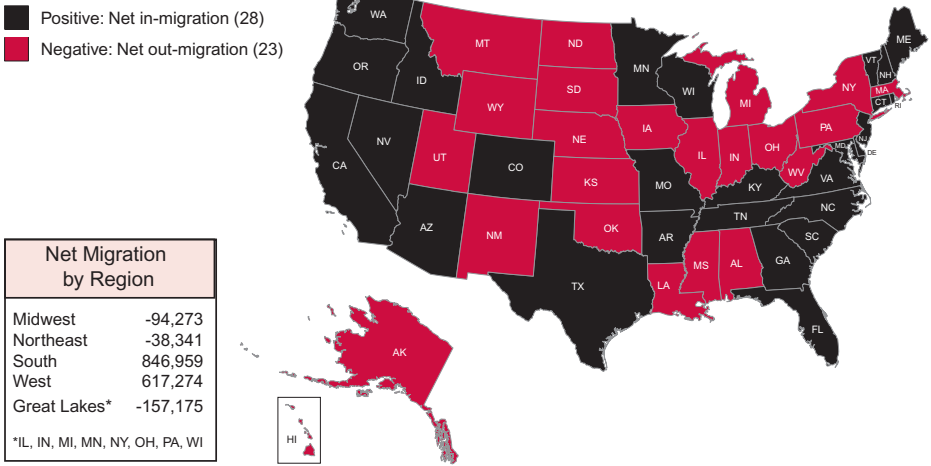 Positive: Net in-migration (28)
Negative: Net out-migration (23)
WA
OR
ID
MT
ND
MN
WI
MI
SD
WY
NE
IA
NV
UT
CO
CA
KS
MO
IL
IN
OH
PA
NY
VT
NH
ME
MA
CT
RI
NJ
DE
MD
WV
VA
KY
NC
TN
SC
AZ
NM
OK
AR
MS
AL
GA
TX
LA
FL
AK
HI
Net Migration
by Region
Midwest -94,273
Northeast -38,341
South 846,959
West 617,274
Great Lakes* -157,175
*IL, IN, MI, MN, NY, OH, PA, WI